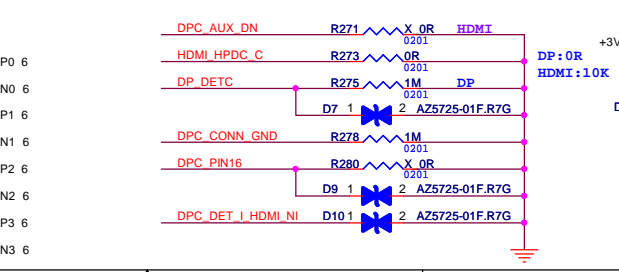 DPC_AUX_DN R271 X_0R HDMI
0201
+3V
HDMI_HPDC_C R273 0R DP:0R
P0 6
0201
HDMI:10K
DP_DETC R275 1M DP
N0 6
0201
D7 1 2 AZ5725-01F.R7G
P1 6
DPC_CONN_GND R278 1M
N1 6
0201
DPC_PIN16 R280 X_0R
P2 6
0201
D9 1 2 AZ5725-01F.R7G
N2 6
DPC_DET_I_HDMI_NI D10 1 2 AZ5725-01F.R7G
P3 6
N3 6